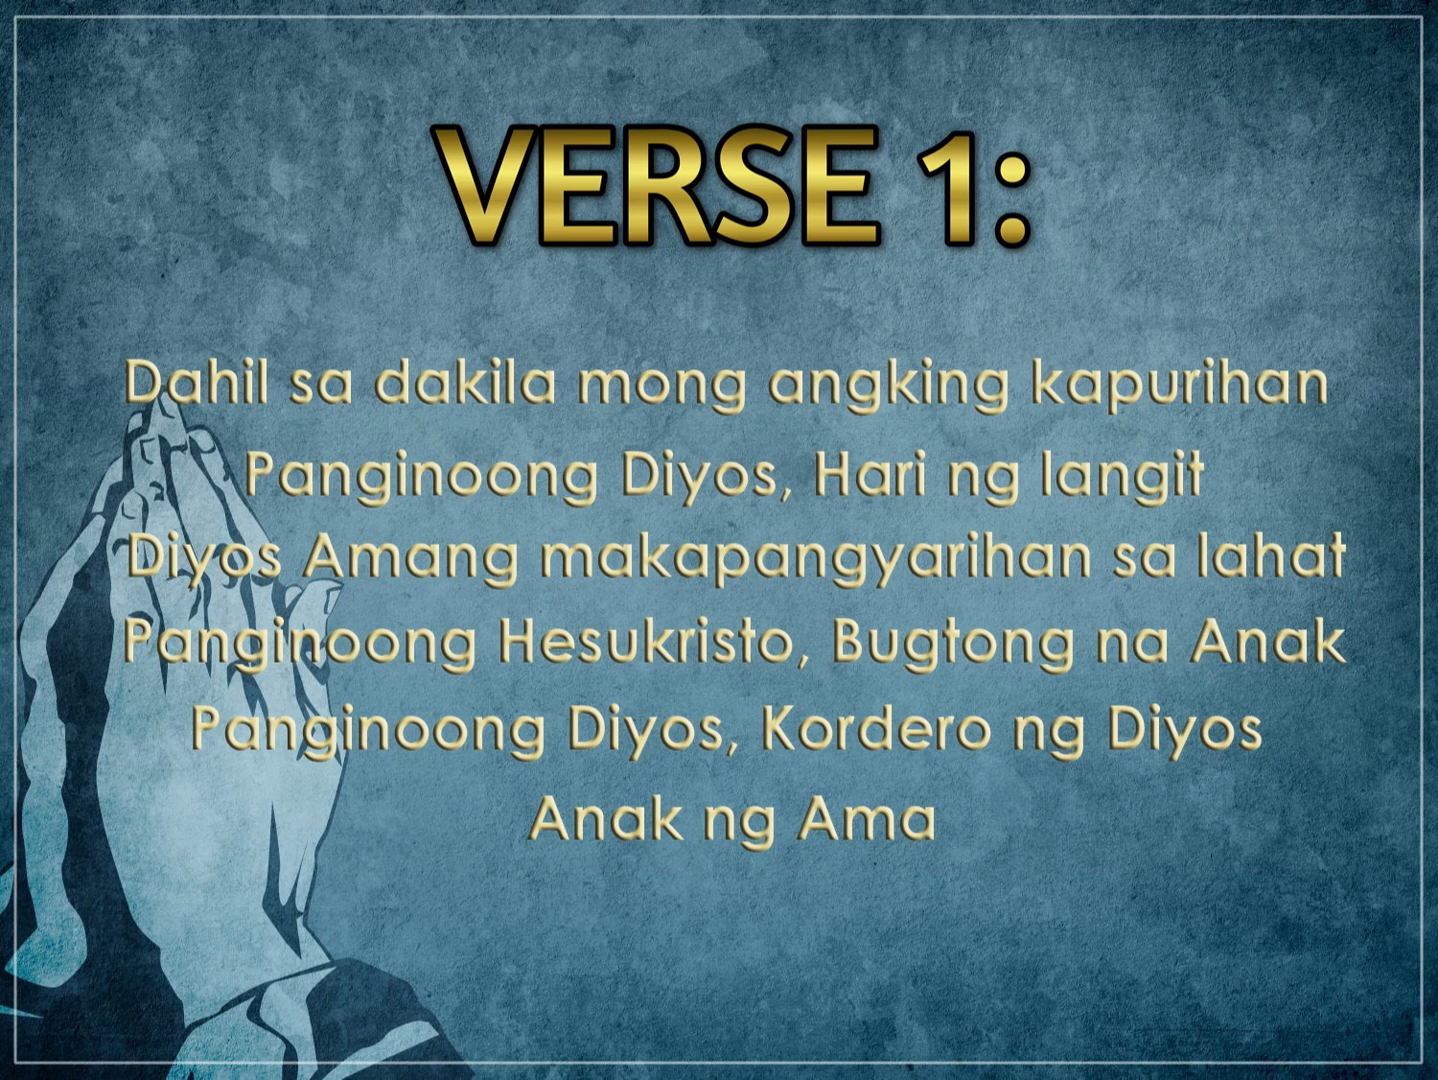 VERSE 1:
Dahil sa dakila mong angking kapurihan
Panginoong Diyos, Hari ng langit
Diyos Amang makapangyarihan sa lahat
Panginoong Hesukristo, Bugtong na Anak
Panginoong Diyos, Kordero ng Diyos
Anak ng Ama